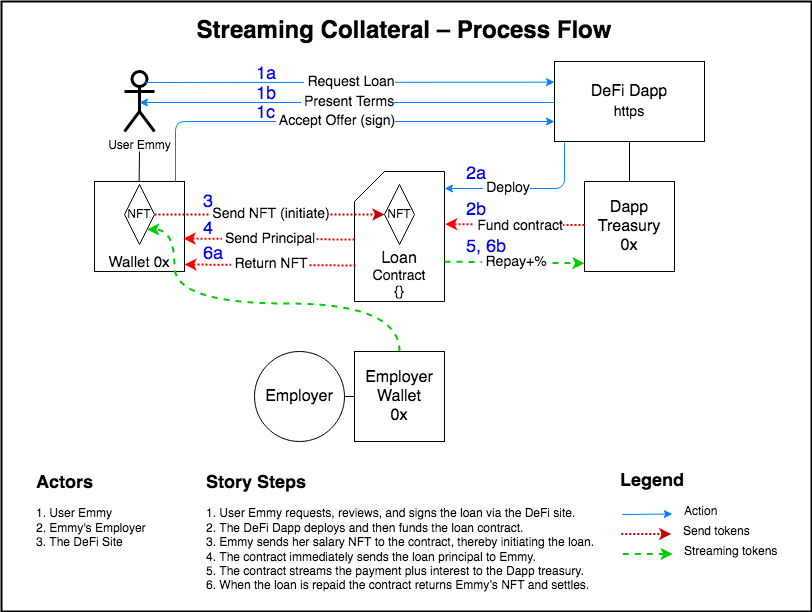 Streaming Collateral – Process Flow
1a
Request Loan
1b
Present Terms
1c
Accept Offer (sign)
DeFi Dapp
https
User Emmy
2a
Deploy
3
Send NFT (initiate)
NFT
NFT
4
Send Principal
6a
Return NFT
Wallet 0x
Loan
Contract
{}
2b
Fund contract
5, 6b
Repay+%
Dapp
Treasury
0x
Employer
Employer
Wallet
0x
Actors
1. User Emmy
2. Emmy's Employer
3. The DeFi Site
Story Steps
1. User Emmy requests, reviews, and signs the loan via the DeFi site.
2. The DeFi Dapp deploys and then funds the loan contract.
3. Emmy sends her salary NFT to the contract, thereby initiating the loan.
4. The contract immediately sends the loan principal to Emmy.
5. The contract streams the payment plus interest to the Dapp treasury.
6. When the loan is repaid the contract returns Emmy's NFT and settles.
Legend
Action
Send tokens
Streaming tokens